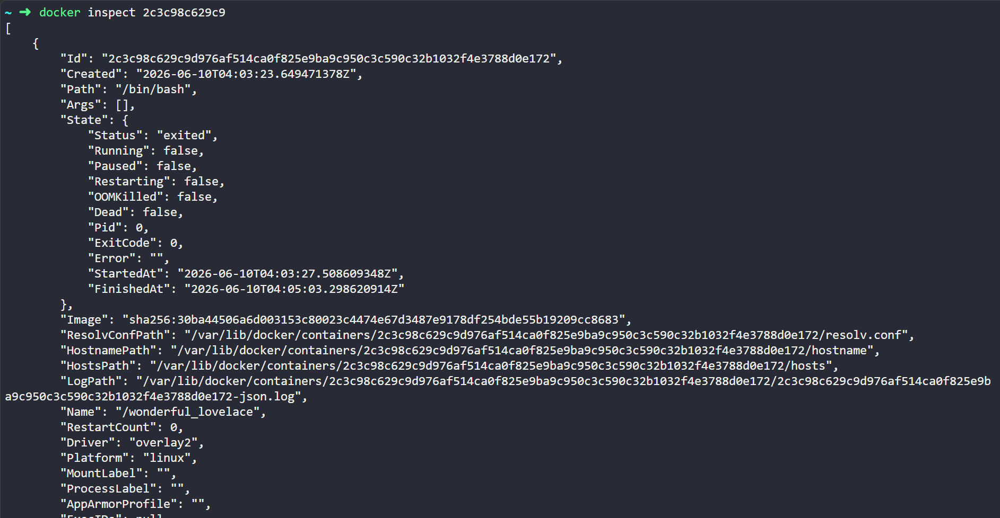 ~ ➜ docker inspect 2c3c98c629c9
[
    {
        "Id": "2c3c98c629c9d976af514ca0f825e9ba9c950c3c590c32b1032f4e3788d0e172",
        "Created": "2026-06-10T04:03:23.649471378Z",
        "Path": "/bin/bash",
        "Args": [],
        "State": {
            "Status": "exited",
            "Running": false,
            "Paused": false,
            "Restarting": false,
            "OOMKilled": false,
            "Dead": false,
            "Pid": 0,
            "ExitCode": 0,
            "Error": "",
            "StartedAt": "2026-06-10T04:03:27.508609348Z",
            "FinishedAt": "2026-06-10T04:05:03.298620914Z"
        },
        "Image": "sha256:30ba44506a6d003153c80023c4474e67d3487e9178df254bde55b19209cc8683",
        "ResolvConfPath": "/var/lib/docker/containers/2c3c98c629c9d976af514ca0f825e9ba9c950c3c590c32b1032f4e3788d0e172/resolv.conf",
        "HostnamePath": "/var/lib/docker/containers/2c3c98c629c9d976af514ca0f825e9ba9c950c3c590c32b1032f4e3788d0e172/hostname",
        "HostsPath": "/var/lib/docker/containers/2c3c98c629c9d976af514ca0f825e9ba9c950c3c590c32b1032f4e3788d0e172/hosts",
        "LogPath": "/var/lib/docker/containers/2c3c98c629c9d976af514ca0f825e9ba9c950c3c590c32b1032f4e3788d0e172/2c3c98c629c9d976af514ca0f825e9b
a9c950c3c590c32b1032f4e3788d0e172-json.log",
        "Name": "/wonderful_lovelace",
        "RestartCount": 0,
        "Driver": "overlay2",
        "Platform": "linux",
        "MountLabel": "",
        "ProcessLabel": "",
        "AppArmorProfile": "",
        "ExecIDs": null